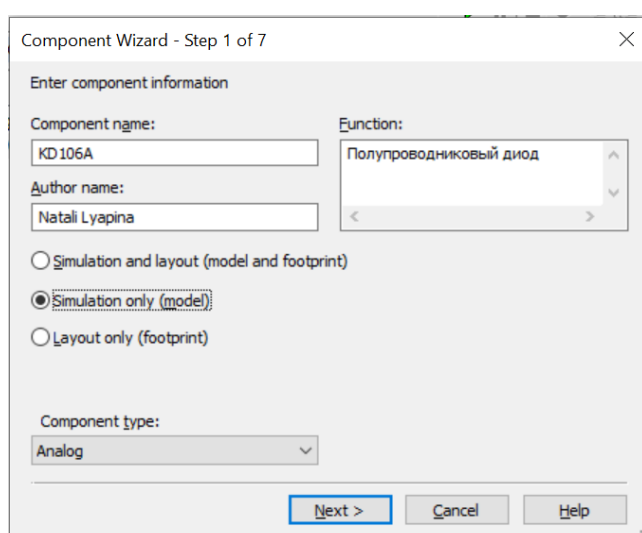 Component Wizard - Step 1 of 7
Enter component information
Component name:
KD106A
Function:
Полупроводниковый диод
Author name:
Natali Lyapina
Simulation and layout (model and footprint)
Simulation only (model)
Layout only (footprint)
Component type:
Analog
Next >
Cancel
Help